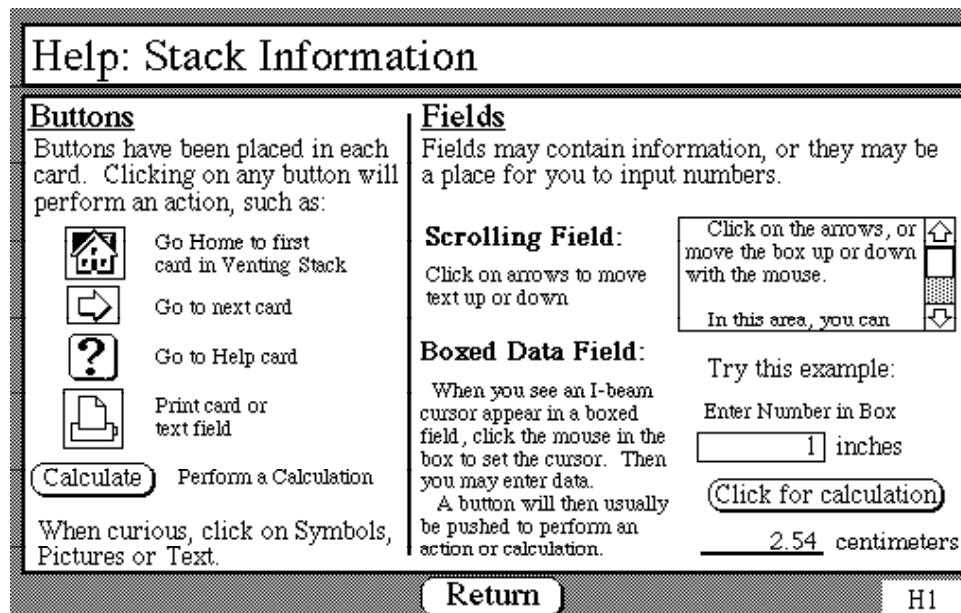 Help: Stack Information
Buttons
Buttons have been placed in each
card. Clicking on any button will
perform an action, such as:
Go Home to first
card in Venting Stack
Go to next card
?
Go to Help card
Print card or
text field
Calculate
Perform a Calculation
When curious, click on Symbols,
Pictures or Text.
Fields
Fields may contain information, or they may be
a place for you to input numbers.
Scrolling Field:
Click on arrows to move
text up or down
Click on the arrows, or
move the box up or down
with the mouse.
In this area, you can
Boxed Data Field:
When you see an I-beam
cursor appear in a boxed
field, click the mouse in the
box to set the cursor. Then
you may enter data.
A button will then usually
be pushed to perform an
action or calculation.
Try this example:
Enter Number in Box
1 inches
Click for calculation
2.54 centimeters
Return
H1